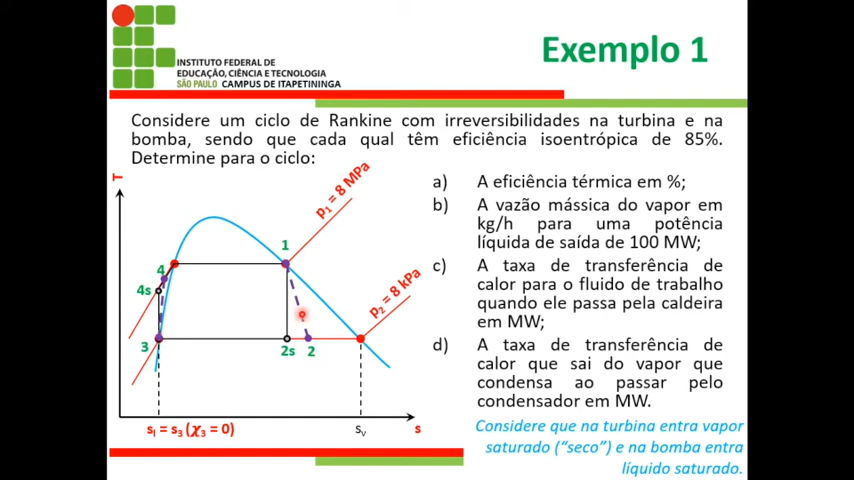 INSTITUTO FEDERAL DE
EDUCAÇÃO, CIÊNCIA E TECNOLOGIA
SÃO PAULO CAMPUS DE ITAPETININGA
Exemplo 1
Considere um ciclo de Rankine com irreversibilidades na turbina e na
bomba, sendo que cada qual têm eficiência isoentrópica de 85%.
Determine para o ciclo:
T
p1 = 8 MPa
1
4
4s
p2 = 8 kPa
3
2s 2
sl = s3 (χ3 = 0)
sv
s
a) A eficiência térmica em %;
b) A vazão mássica do vapor em
kg/h para uma potência
líquida de saída de 100 MW;
c) A taxa de transferência de
calor para o fluido de trabalho
quando ele passa pela caldeira
em MW;
d) A taxa de transferência de
calor que sai do vapor que
condensa ao passar pelo
condensador em MW.
Considere que na turbina entra vapor
saturado (“seco”) e na bomba entra
líquido saturado.